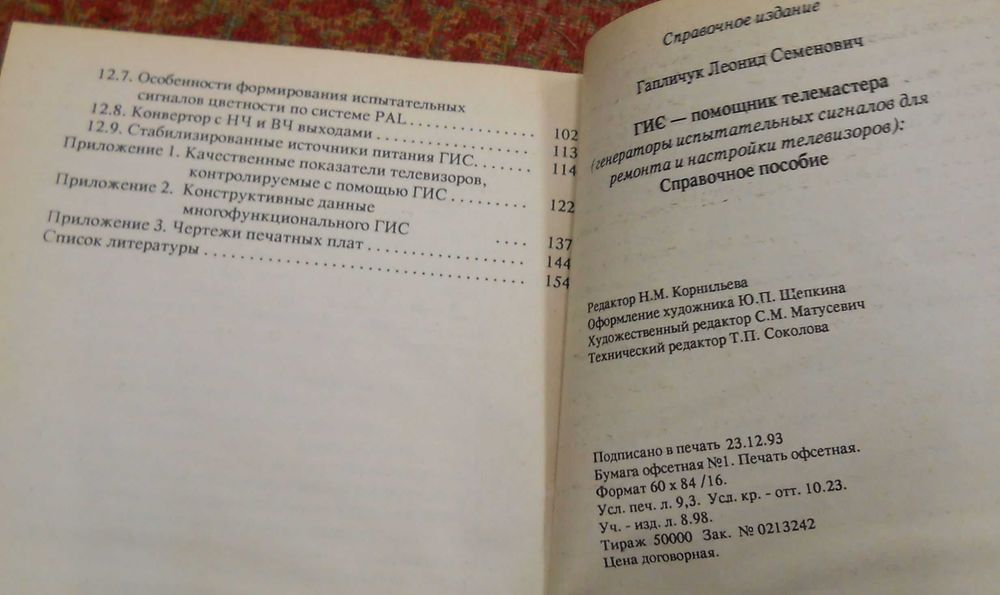 12.7. Особенности формирования испытательных
сигналов цветности по системе PAL. . . . . . . . . . . . . 102
12.8. Конвертор с НЧ и ВЧ выходами . . . . . . . . . . . . . . . . 113
12.9. Стабилизированные источники питания ГИС. . . . . . 114
Приложение 1. Качественные показатели телевизоров,
контролируемые с помощью ГИС . . . . . . . . 122
Приложение 2. Конструктивные данные
многофункционального ГИС . . . . 137
Приложение 3. Чертежи печатных плат . . . . . . . . . . . . . . . . 144
Список литературы . . . . . . . . . . . . . . . . . . . . . . . . . . . . . . . 154
Справочное издание
Гапличук Леонид Семенович
ГИС — помощник телемастера
(генераторы испытательных сигналов для
ремонта и настройки телевизоров):
Справочное пособие
Редактор Н.М. Корнильева
Оформление художника Ю.П. Щепкина
Художественный редактор С.М. Матусевич
Технический редактор Т.П. Соколова
Подписано в печать 23.12.93
Бумага офсетная №1. Печать офсетная.
Формат 60 x 84 /16.
Усл. печ. л. 9,3. Усл. кр. - отт. 10.23.
Уч. - изд. л. 8.98.
Тираж 50000 Зак. № 0213242
Цена договорная.